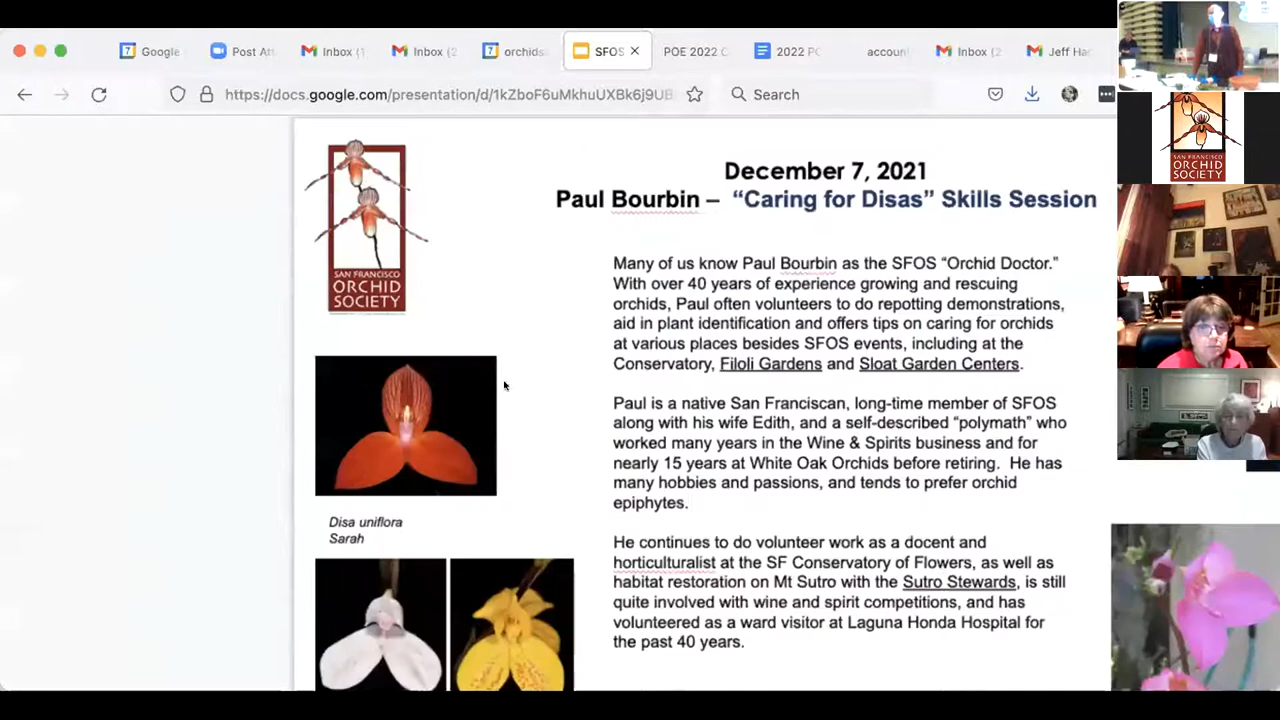 Google
Post Att
Inbox (1
Inbox (2
orchids
SFOS
POE 2022 C
2022 PO
accoun
Inbox (2
Jeff Ha
https://docs.google.com/presentation/d/1kZboF6uMkhuUXBk6j9UB
Search
SAN FRANCISCO
ORCHID
SOCIETY
December 7, 2021
Paul Bourbin – “Caring for Disas” Skills Session
Many of us know Paul Bourbin as the SFOS “Orchid Doctor.”
With over 40 years of experience growing and rescuing
orchids, Paul often volunteers to do repotting demonstrations,
aid in plant identification and offers tips on caring for orchids
at various places besides SFOS events, including at the
Conservatory, Filoli Gardens and Sloat Garden Centers.
Paul is a native San Franciscan, long-time member of SFOS
along with his wife Edith, and a self-described “polymath” who
worked many years in the Wine & Spirits business and for
nearly 15 years at White Oak Orchids before retiring. He has
many hobbies and passions, and tends to prefer orchid
epiphytes.
He continues to do volunteer work as a docent and
horticulturalist at the SF Conservatory of Flowers, as well as
habitat restoration on Mt Sutro with the Sutro Stewards, is still
quite involved with wine and spirit competitions, and has
volunteered as a ward visitor at Laguna Honda Hospital for
the past 40 years.
Disa uniflora
Sarah
SAN FRANCISCO
ORCHID
SOCIETY